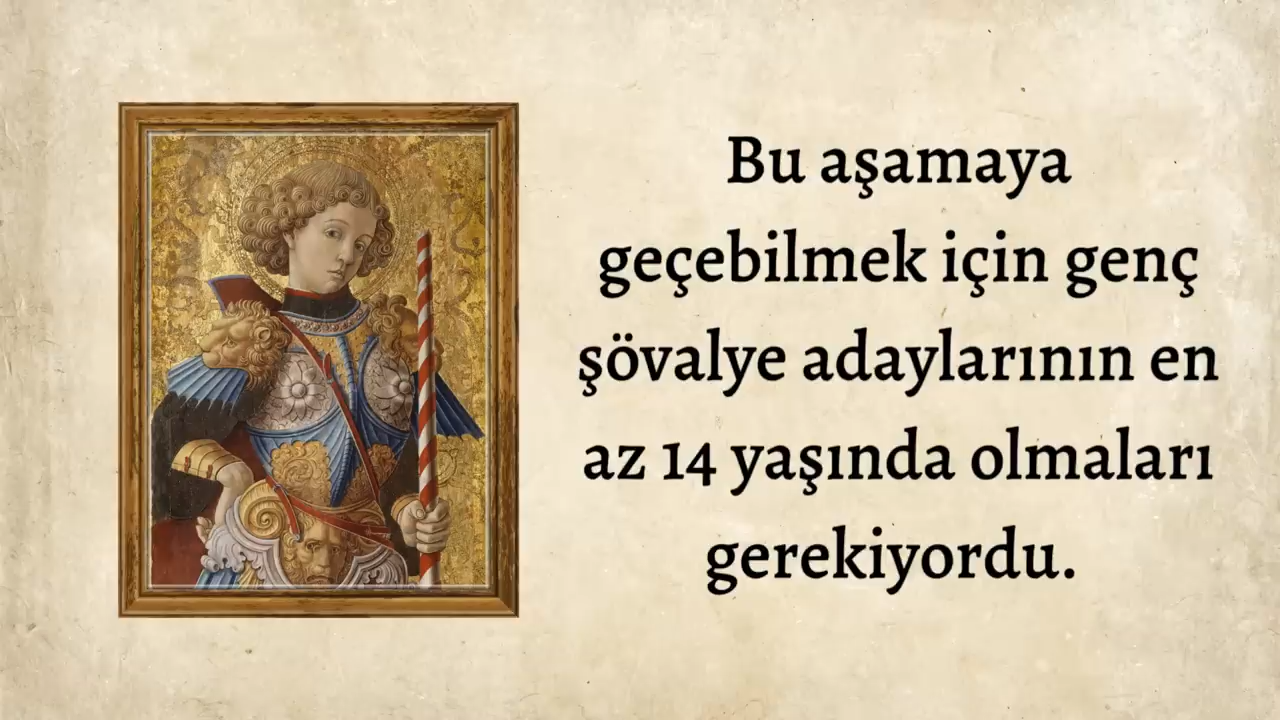 Bu aşamaya
geçebilmek için genç
şövalye adaylarının en
az 14 yaşında olmaları
gerekiyordu.